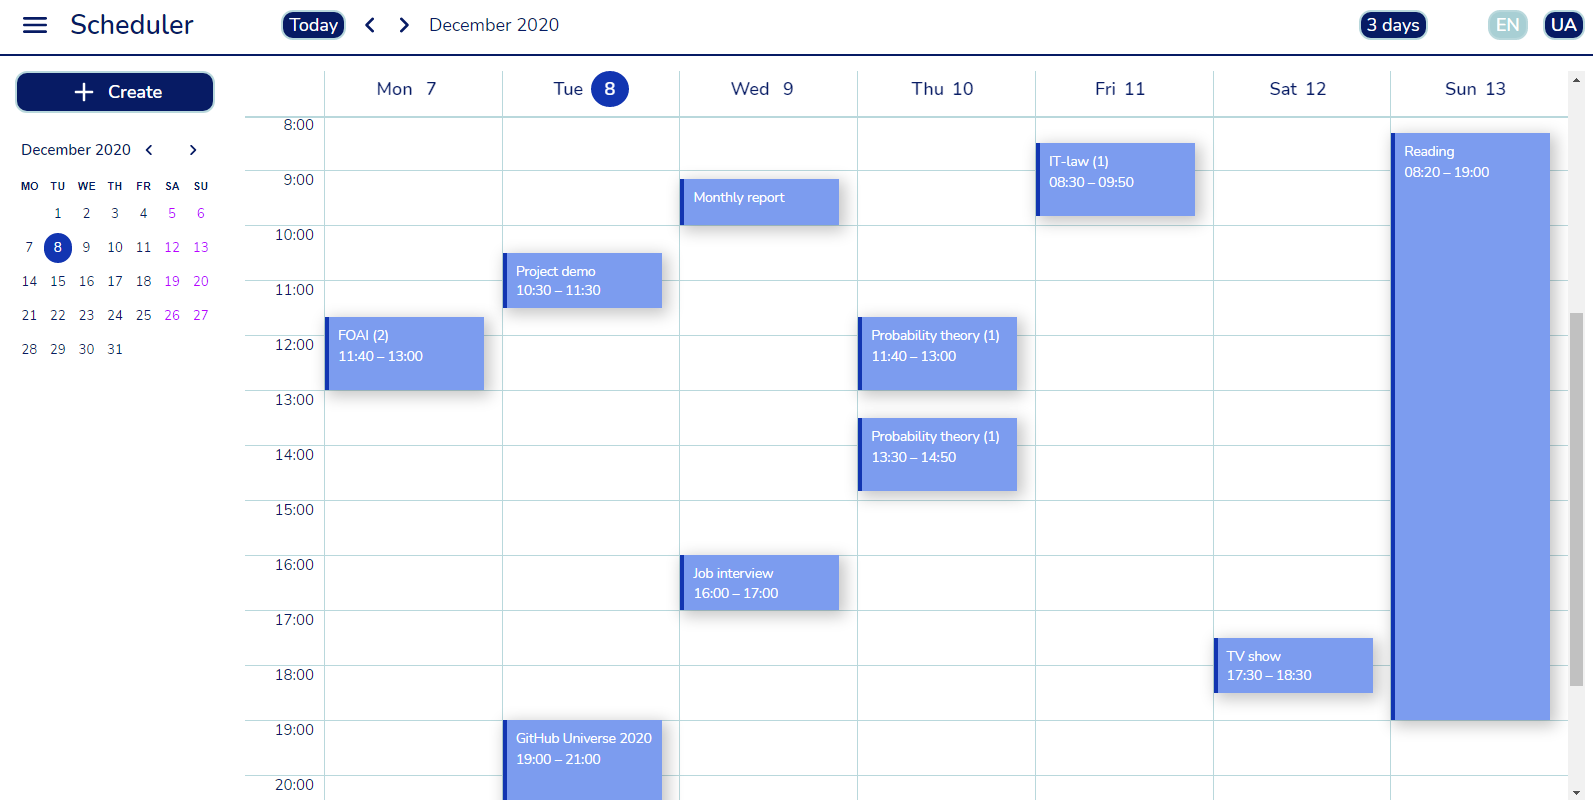 Scheduler
Today
December 2020
3 days
EN
UA
Create
December 2020
MO TU WE TH FR SA SU
1 2 3 4 5 6
7 8 9 10 11 12 13
14 15 16 17 18 19 20
21 22 23 24 25 26 27
28 29 30 31
Mon 7
Tue 8
Wed 9
Thu 10
Fri 11
Sat 12
Sun 13
8:00
9:00
10:00
11:00
12:00
13:00
14:00
15:00
16:00
17:00
18:00
19:00
20:00
FOAI (2)
11:40 – 13:00
Project demo
10:30 – 11:30
GitHub Universe 2020
19:00 – 21:00
Monthly report
Job interview
16:00 – 17:00
Probability theory (1)
11:40 – 13:00
Probability theory (1)
13:30 – 14:50
IT-law (1)
08:30 – 09:50
TV show
17:30 – 18:30
Reading
08:20 – 19:00